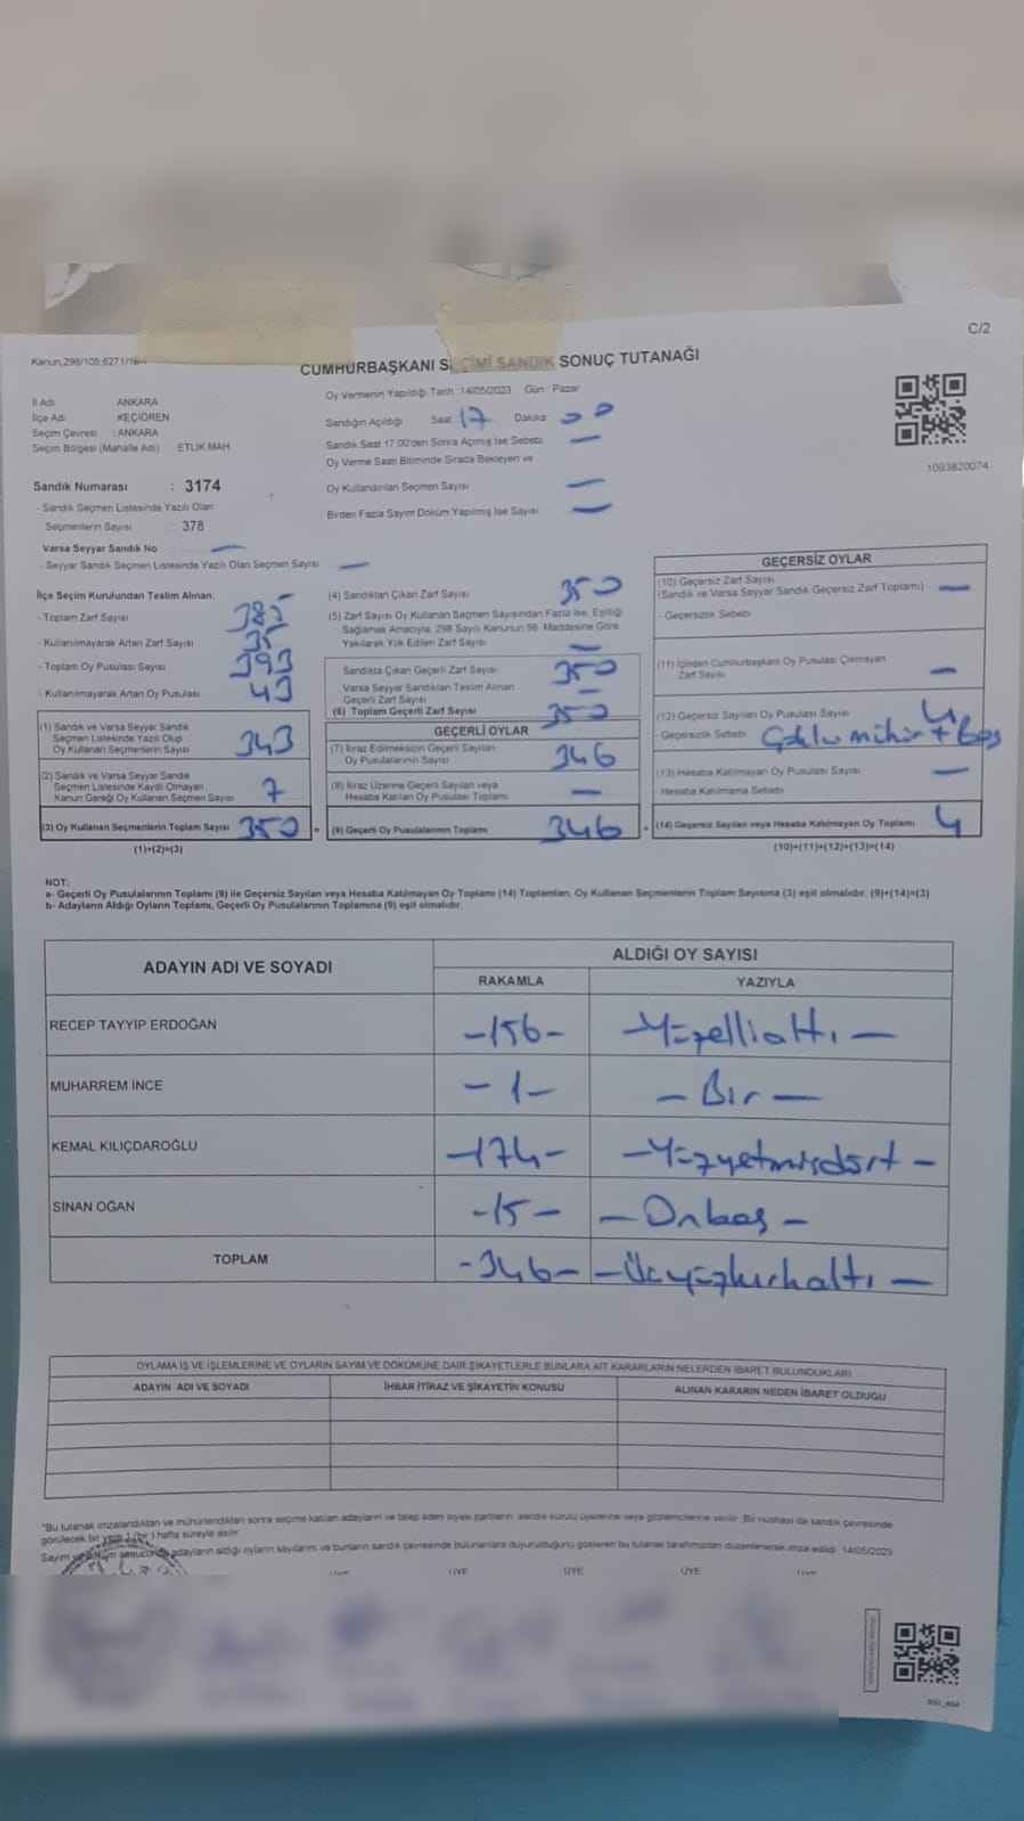 C/2
Kanun,298/105;6271/
CUMHURBAŞKANI SEÇİMİ SANDIK SONUÇ TUTANAĞI
İl Adı : ANKARA
İlçe Adı : KEÇİÖREN
Seçim Çevresi : ANKARA
Seçim Bölgesi (Mahalle Adı) ETLİK MAH
Oy Vermenin Yapıldığı Tarih :14/05/2023 Gün : Pazar
Sandığın Açıldığı Saat 17 Dakika 00
Sandık Saat 17.00'den Sonra Açılmış İse Sebebi —
Oy Verme Saati Bitiminde Sırada Bekleyen ve
Oy Kullandırılan Seçmen Sayısı —
Birden Fazla Sayım Döküm Yapılmış İse Sayısı —
1093820074
Sandık Numarası : 3174
- Sandık Seçmen Listesinde Yazılı Olan
Seçmenlerin Sayısı : 378
Varsa Seyyar Sandık No —
- Seyyar Sandık Seçmen Listesinde Yazılı Olan Seçmen Sayısı —
İlçe Seçim Kurulundan Teslim Alınan;
- Toplam Zarf Sayısı 385
- Kullanılmayarak Artan Zarf Sayısı 35
- Toplam Oy Pusulası Sayısı 393
- Kullanılmayarak Artan Oy Pusulası 43
(1) Sandık ve Varsa Seyyar Sandık
Seçmen Listesinde Yazılı Olup
Oy Kullanan Seçmenlerin Sayısı 343
(2) Sandık ve Varsa Seyyar Sandık
Seçmen Listesinde Kaydı Olmayan
Kanun Gereği Oy Kullanan Seçmen Sayısı 7
(3) Oy Kullanan Seçmenlerin Toplam Sayısı 350
(1)+(2)=(3)
(4) Sandıktan Çıkan Zarf Sayısı 350
(5) Zarf Sayısı Oy Kullanan Seçmen Sayısından Fazla İse, Eşitliği
Sağlamak Amacıyla, 298 Sayılı Kanunun 98. Maddesine Göre
Yakılarak Yok Edilen Zarf Sayısı —
Sandıkta Çıkan Geçerli Zarf Sayısı 350
Varsa Seyyar Sandıktan Teslim Alınan
Geçerli Zarf Sayısı —
(6) Toplam Geçerli Zarf Sayısı 350
GEÇERLİ OYLAR
(7) İtiraz Edilmeksizin Geçerli Sayılan
Oy Pusulalarının Sayısı 346
(8) İtiraz Üzerine Geçerli Sayılan veya
Hesaba Katılan Oy Pusulası Toplamı —
(9) Geçerli Oy Pusulalarının Toplamı 346
GEÇERSİZ OYLAR
(10) Geçersiz Zarf Sayısı
(Sandık ve Varsa Seyyar Sandık Geçersiz Zarf Toplamı) —
- Geçersizlik Sebebi
(11) İçinden Cumhurbaşkanı Oy Pusulası Çıkmayan
Zarf Sayısı —
(12) Geçersiz Sayılan Oy Pusulası Sayısı 4
- Geçersizlik Sebebi Çoklu mühür + Boş
(13) Hesaba Katılmayan Oy Pusulası Sayısı —
Hesaba Katılmama Sebebi
(14) Geçersiz Sayılan veya Hesaba Katılmayan Oy Toplamı 4
(10)+(11)+(12)+(13)=(14)
NOT:
a- Geçerli Oy Pusulalarının Toplamı (9) ile Geçersiz Sayılan veya Hesaba Katılmayan Oy Toplamı (14) Toplamları, Oy Kullanan Seçmenlerin Toplam Sayısına (3) eşit olmalıdır. (9)+(14)=(3)
b- Adayların Aldığı Oyların Toplamı, Geçerli Oy Pusulalarının Toplamına (9) eşit olmalıdır.
ADAYIN ADI VE SOYADI ALDIĞI OY SAYISI
RAKAMLA YAZIYLA
RECEP TAYYİP ERDOĞAN -156- -Yüzellialtı-
MUHARREM İNCE -1- -Bir-
KEMAL KILIÇDAROĞLU -174- -Yüzyetmişdört-
SİNAN OĞAN -15- -Onbeş-
TOPLAM -346- -Üçyüzkırkaltı-
OYLAMA İŞ VE İŞLEMLERİNE VE OYLARIN SAYIM VE DÖKÜMÜNE DAİR ŞİKAYETLERLE BUNLARA AİT KARARLARIN NELERDEN İBARET BULUNDUKLARI
ADAYIN ADI VE SOYADI İHBAR İTİRAZ VE ŞİKAYETİN KONUSU ALINAN KARARIN NEDEN İBARET OLDUĞU
*Bu tutanak imzalandıktan ve mühürlendikten sonra seçime katılan adayların ve talep eden siyasi partilerin sandık kurulu üyelerine veya gözlemcilerine verilir. Bir nüshası da sandık çevresinde
görülecek bir yere 1 (bir) hafta süreyle asılır.
adayların aldığı oyların sayılarını ve bunların sandık çevresinde bulunanlara duyurulduğunu gösteren bu tutanak tarafımızdan düzenlenerek imza edildi. 14/05/2023
ÜYE ÜYE ÜYE ÜYE ÜYE